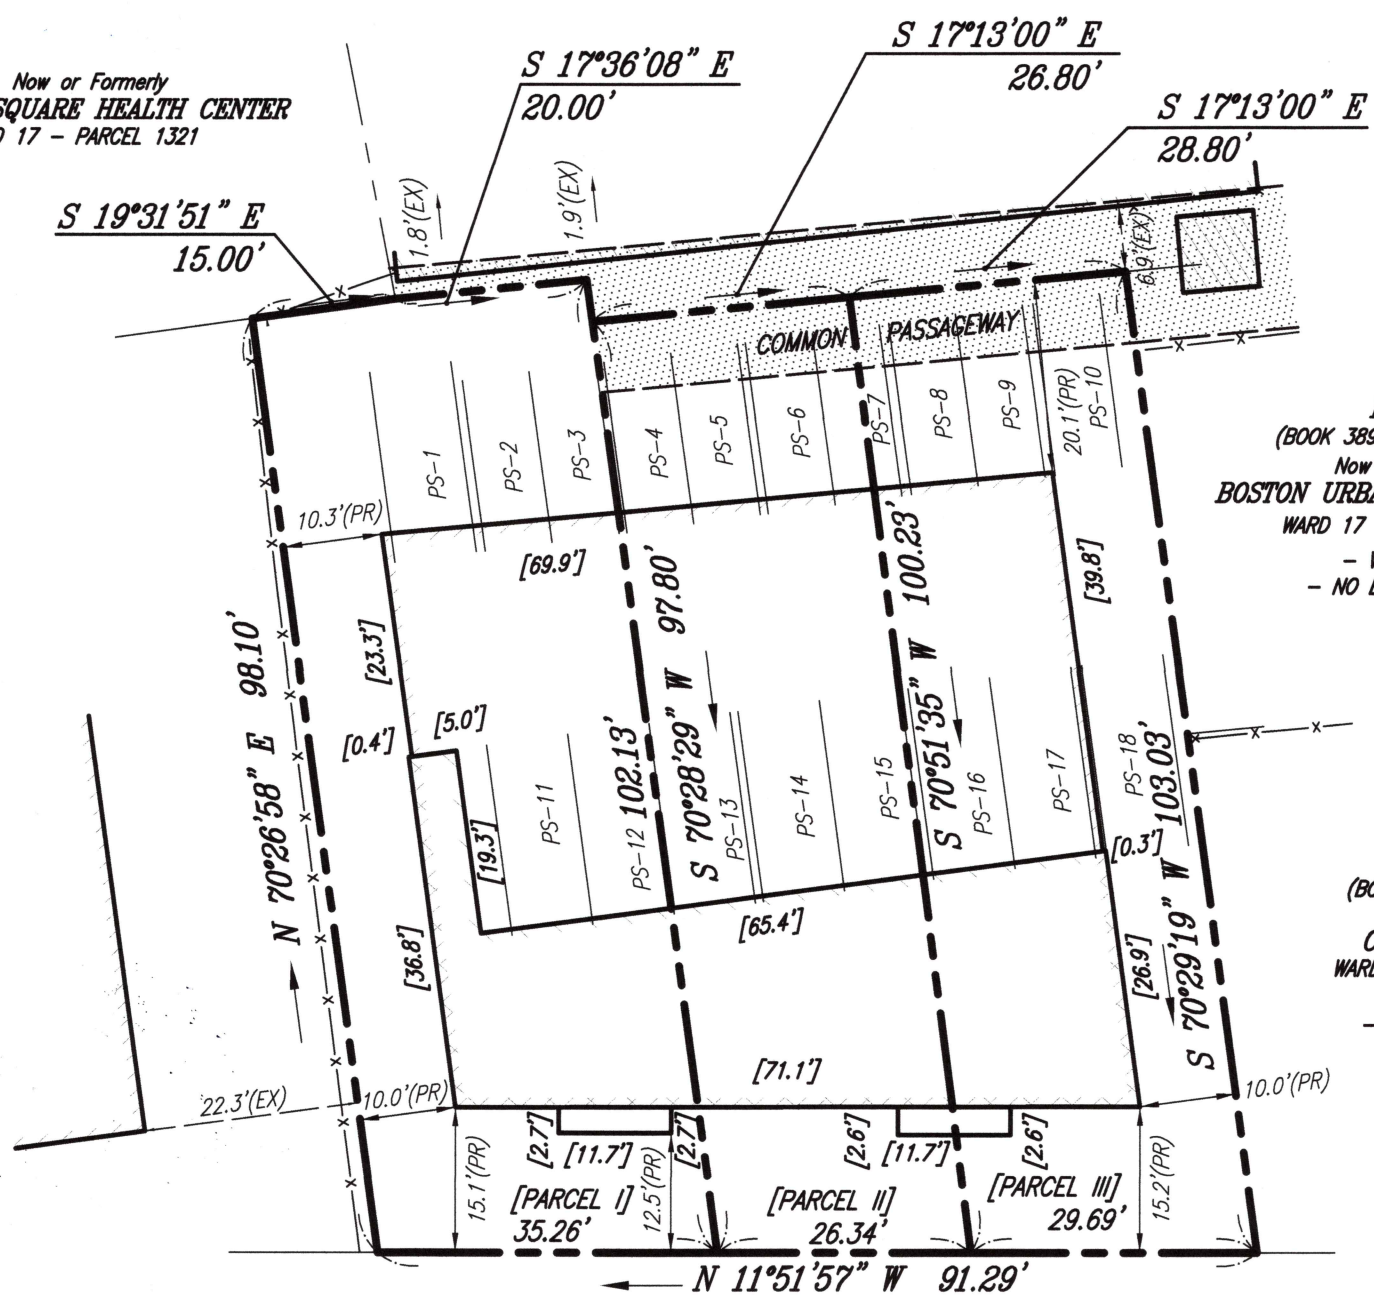 Now or Formerly
SQUARE HEALTH CENTER
17 – PARCEL 1321
S 17°36'08" E
20.00'
S 17°13'00" E
26.80'
S 17°13'00" E
28.80'
S 19°31'51" E
15.00'
1.8'(EX)
1.9'(EX)
6.9'(EX)
COMMON PASSAGEWAY
PS-1
PS-2
PS-3
PS-4
PS-5
PS-6
PS-7
PS-8
PS-9
20.1'(PR)
PS-10
(BOOK 389
Now
BOSTON URBA
WARD 17
–
– NO
10.3'(PR)
[69.9']
97.80'
100.23'
[39.8']
[23.3']
N 70°26'58" E 98.10'
[0.4']
[5.0']
102.13'
S 70°28'29" W
S 70°51'35" W
103.03'
S 70°29'19" W
PS-11
PS-12
PS-13
PS-14
PS-15
PS-16
PS-17
PS-18
[19.3']
[0.3']
[65.4']
[36.8']
[26.9']
(BO
WARD
–
[71.1']
22.3'(EX)
10.0'(PR)
10.0'(PR)
[2.7']
[11.7']
[2.7']
[2.6']
[11.7']
[2.6']
15.1'(PR)
12.5'(PR)
15.2'(PR)
[PARCEL I]
35.26'
[PARCEL II]
26.34'
[PARCEL III]
29.69'
N 11°51'57" W 91.29'